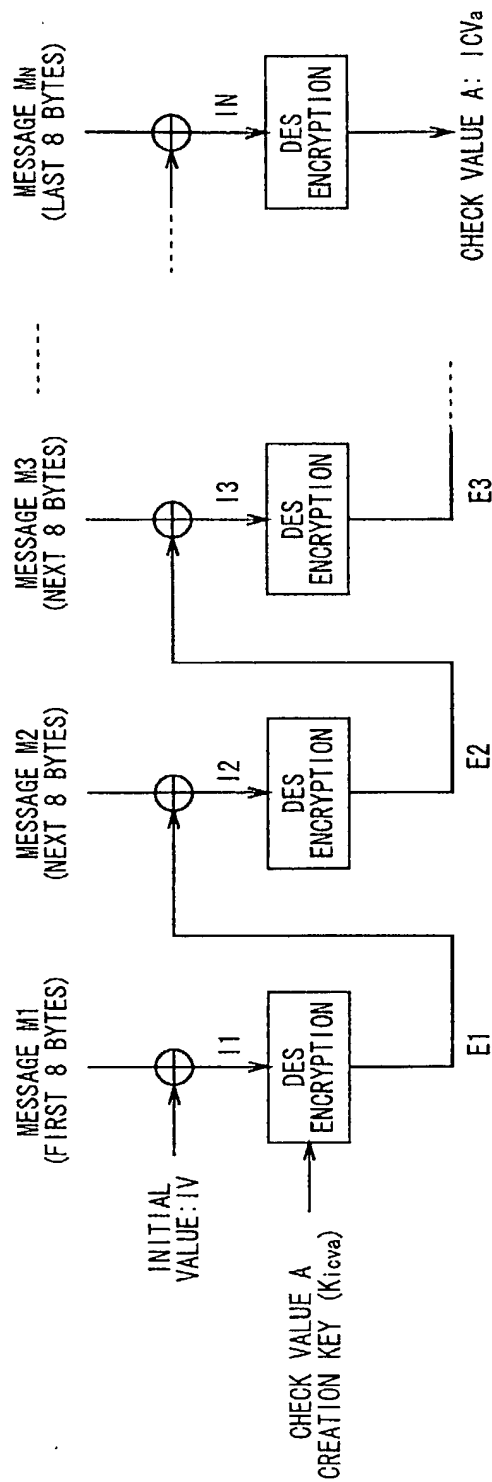 MESSAGE M1
(FIRST 8 BYTES)
MESSAGE M2
(NEXT 8 BYTES)
MESSAGE M3
(NEXT 8 BYTES)
MESSAGE MN
(LAST 8 BYTES)
INITIAL
VALUE:IV
I1
I2
I3
IN
CHECK VALUE A
CREATION KEY (Kicva)
DES
ENCRYPTION
DES
ENCRYPTION
DES
ENCRYPTION
DES
ENCRYPTION
E1
E2
E3
CHECK VALUE A: ICVa